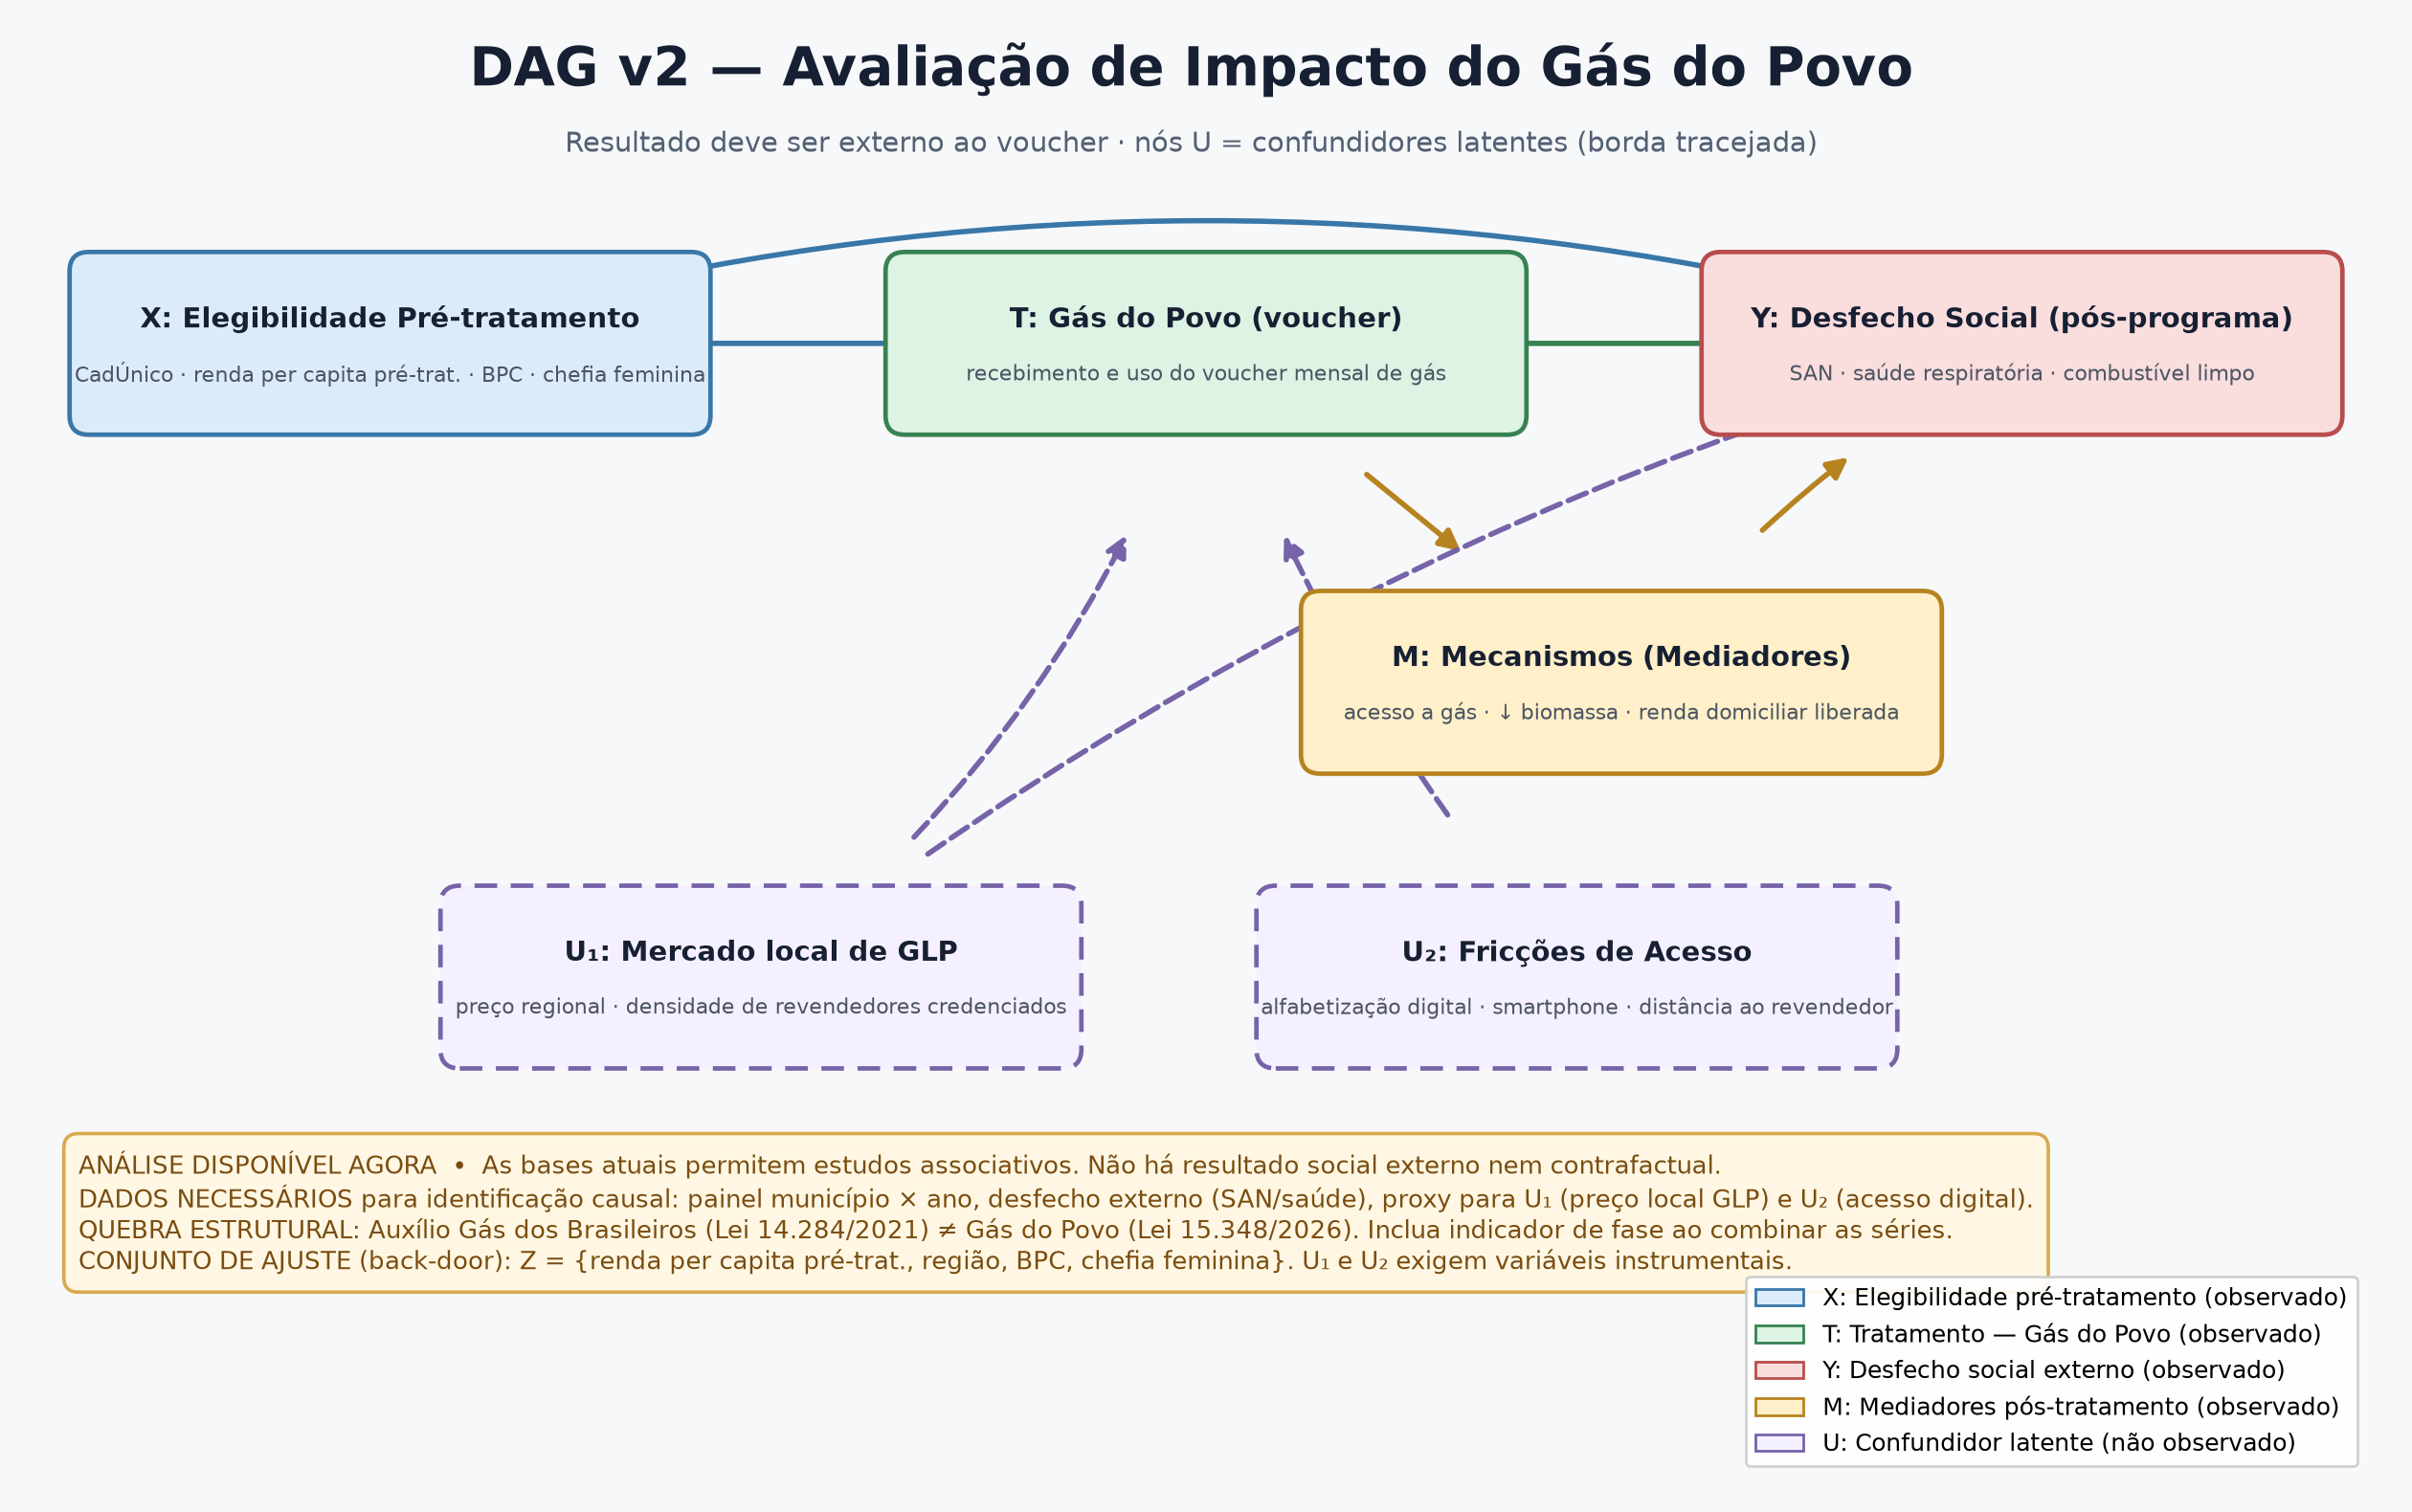 DAG v2 — Avaliação de Impacto do Gás do Povo
Resultado deve ser externo ao voucher · nós U = confundidores latentes (borda tracejada)
X: Elegibilidade Pré-tratamento
CadÚnico · renda per capita pré-trat. · BPC · chefia feminina
T: Gás do Povo (voucher)
recebimento e uso do voucher mensal de gás
Y: Desfecho Social (pós-programa)
SAN · saúde respiratória · combustível limpo
M: Mecanismos (Mediadores)
acesso a gás · ↓ biomassa · renda domiciliar liberada
U₁: Mercado local de GLP
preço regional · densidade de revendedores credenciados
U₂: Fricções de Acesso
alfabetização digital · smartphone · distância ao revendedor
ANÁLISE DISPONÍVEL AGORA • As bases atuais permitem estudos associativos. Não há resultado social externo nem contrafactual.
DADOS NECESSÁRIOS para identificação causal: painel município × ano, desfecho externo (SAN/saúde), proxy para U₁ (preço local GLP) e U₂ (acesso digital).
QUEBRA ESTRUTURAL: Auxílio Gás dos Brasileiros (Lei 14.284/2021) ≠ Gás do Povo (Lei 15.348/2026). Inclua indicador de fase ao combinar as séries.
CONJUNTO DE AJUSTE (back-door): Z = {renda per capita pré-trat., região, BPC, chefia feminina}. U₁ e U₂ exigem variáveis instrumentais.
X: Elegibilidade pré-tratamento (observado)
T: Tratamento — Gás do Povo (observado)
Y: Desfecho social externo (observado)
M: Mediadores pós-tratamento (observado)
U: Confundidor latente (não observado)